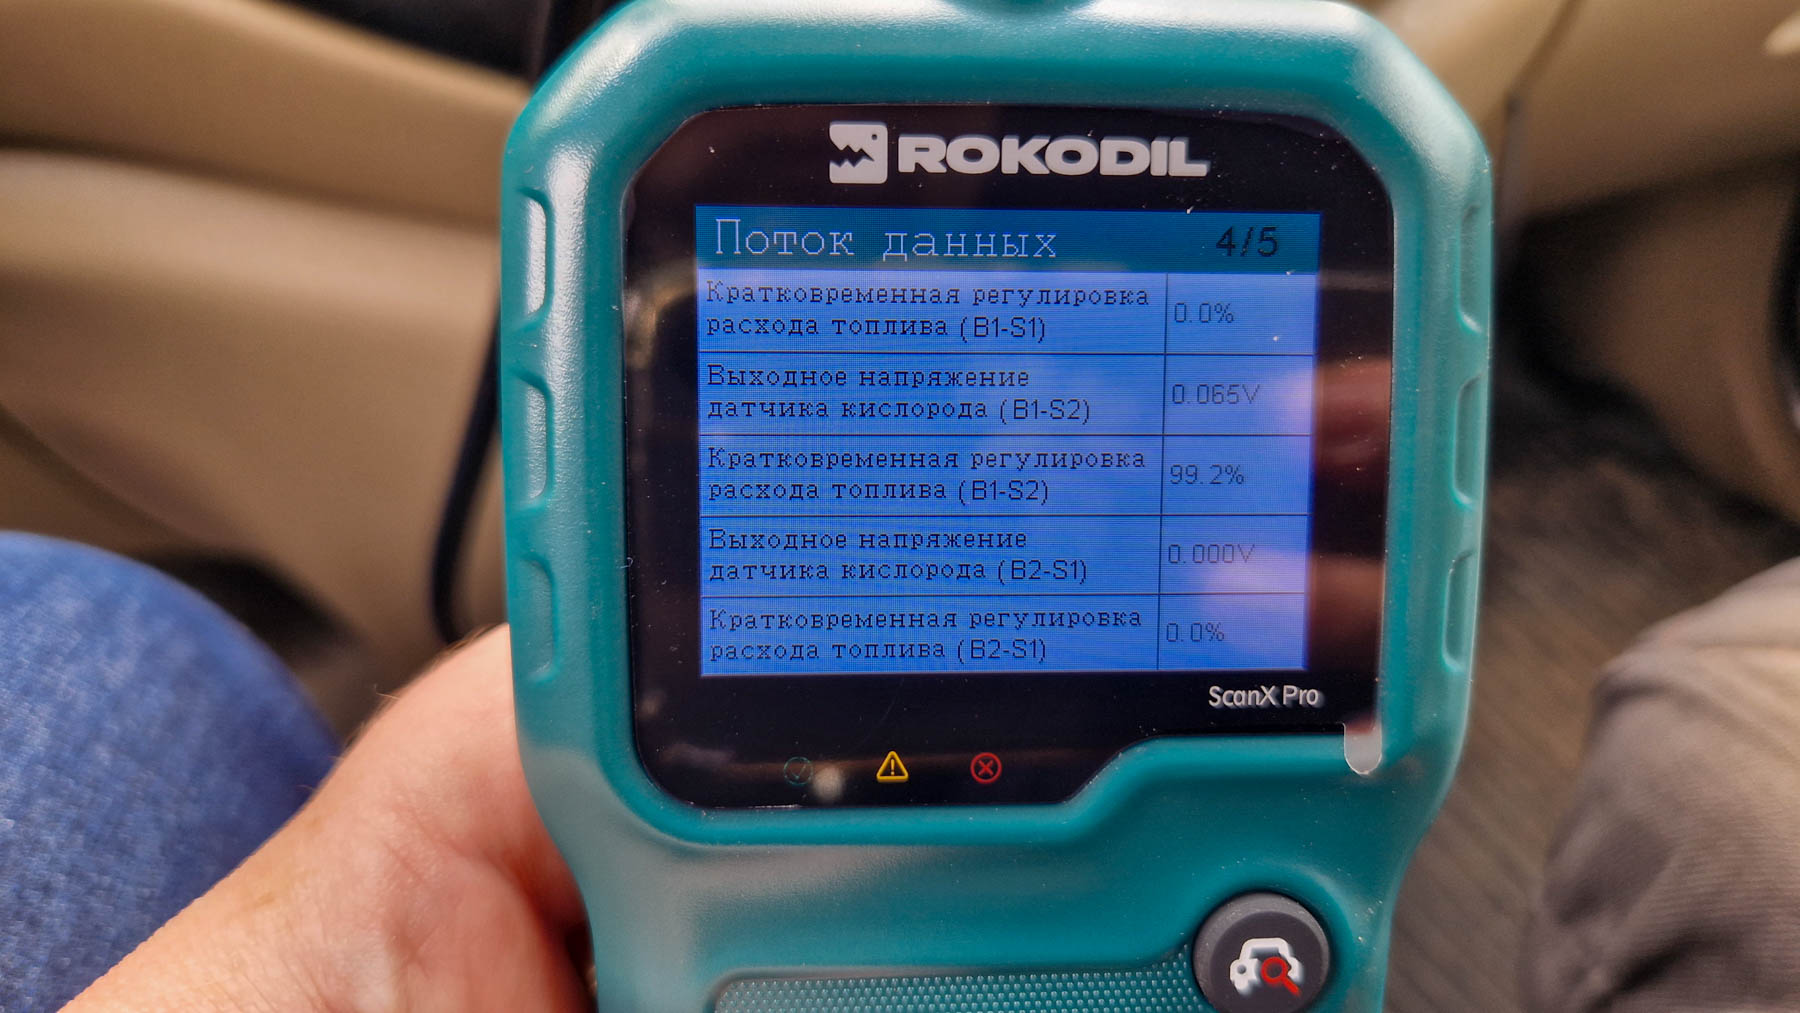 ROKODIL
Поток данных 4/5
Кратковременная регулировка
расхода топлива (B1-S1) 0.0%
Выходное напряжение
датчика кислорода (B1-S2) 0.065V
Кратковременная регулировка
расхода топлива (B1-S2) 99.2%
Выходное напряжение
датчика кислорода (B2-S1) 0.000V
Кратковременная регулировка
расхода топлива (B2-S1) 0.0%
ScanX Pro